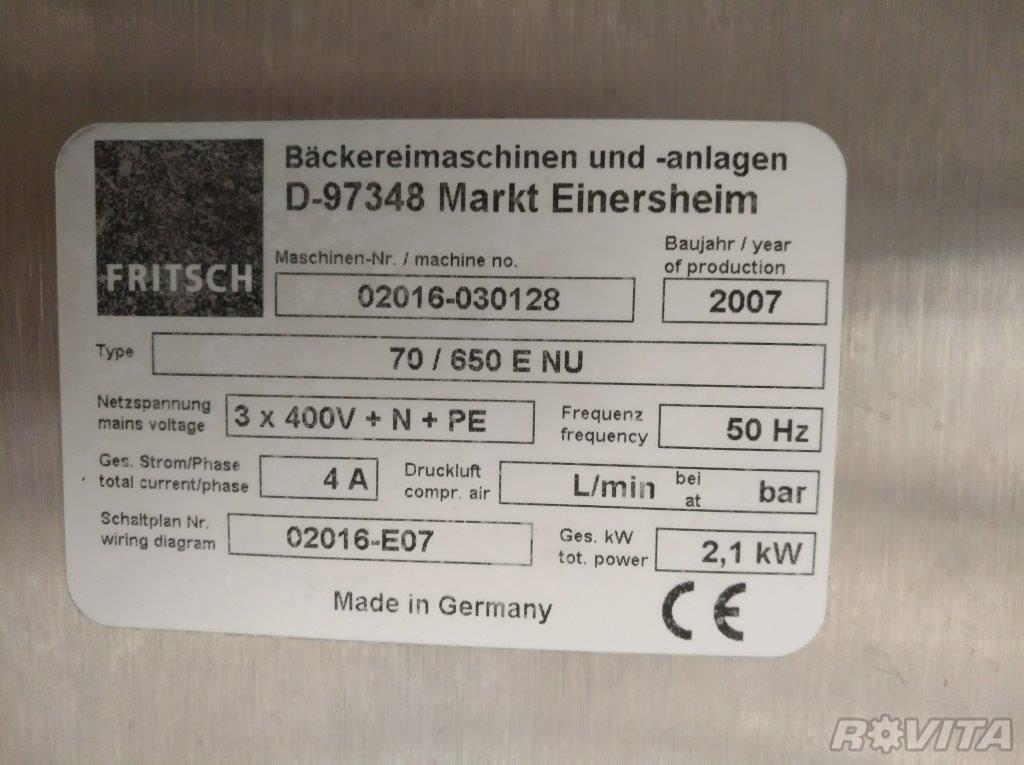 FRITSCH
Bäckereimaschinen und -anlagen
D-97348 Markt Einersheim
Maschinen-Nr. / machine no.
02016-030128
Baujahr / year
of production
2007
Type
70 / 650 E NU
Netzspannung
mains voltage
3 x 400V + N + PE
Frequenz
frequency
50 Hz
Ges. Strom/Phase
total current/phase
4 A
Druckluft
compr. air
L/min
bei
at
bar
Schaltplan Nr.
wiring diagram
02016-E07
Ges. kW
tot. power
2,1 kW
Made in Germany
CE
ROVITA